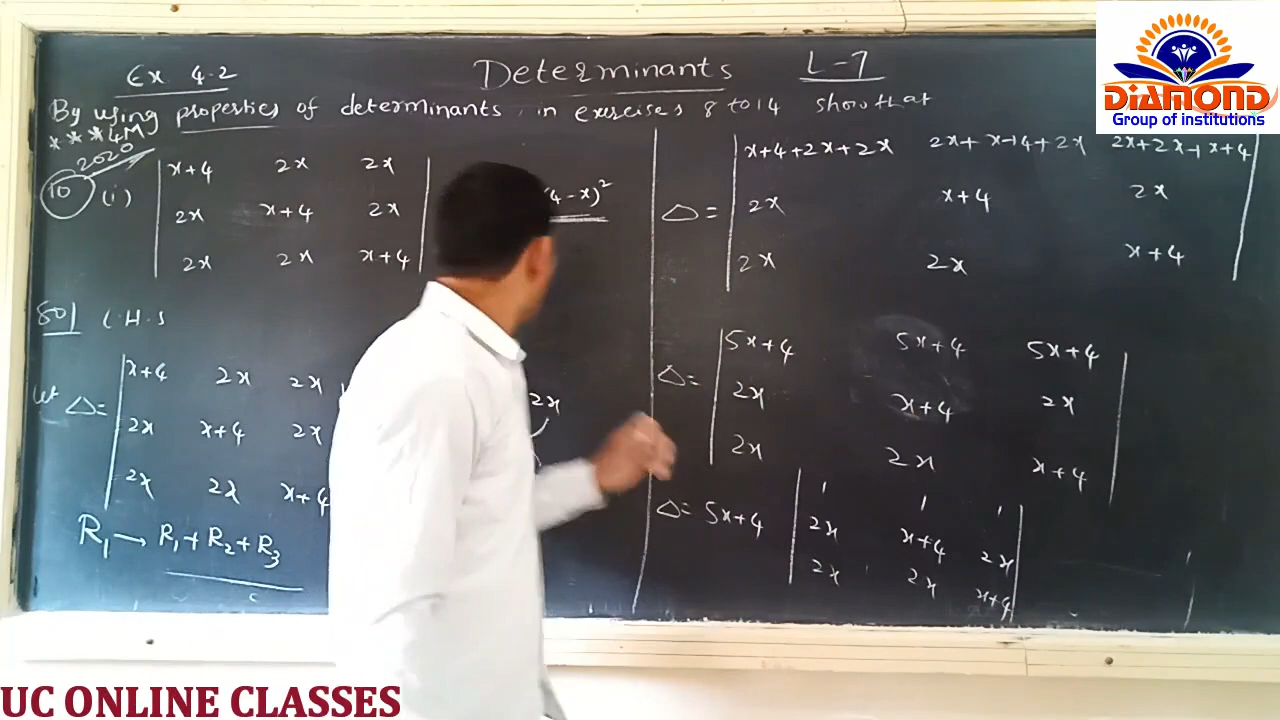 Ex. 4.2 Determinants L-7
By using properties of determinants, in exercises 8 to 14 show that
***4M
2020
10 (i) | x+4 2x 2x |
| 2x x+4 2x | (4-x)²
| 2x 2x x+4 |
Sol L.H.S
let Δ = | x+4 2x 2x
| 2x x+4 2x
| 2x 2x x+4
2x
R₁ → R₁+R₂+R₃
| x+4+2x+2x 2x+x+4+2x 2x+2x+x+4 |
Δ = | 2x x+4 2x |
| 2x 2x x+4 |
| 5x+4 5x+4 5x+4 |
Δ = | 2x x+4 2x |
| 2x 2x x+4 |
| 1 1 1 |
Δ = 5x+4 | 2x x+4 2x |
| 2x 2x x+4 |
DIAMOND
Group of institutions
UC ONLINE CLASSES